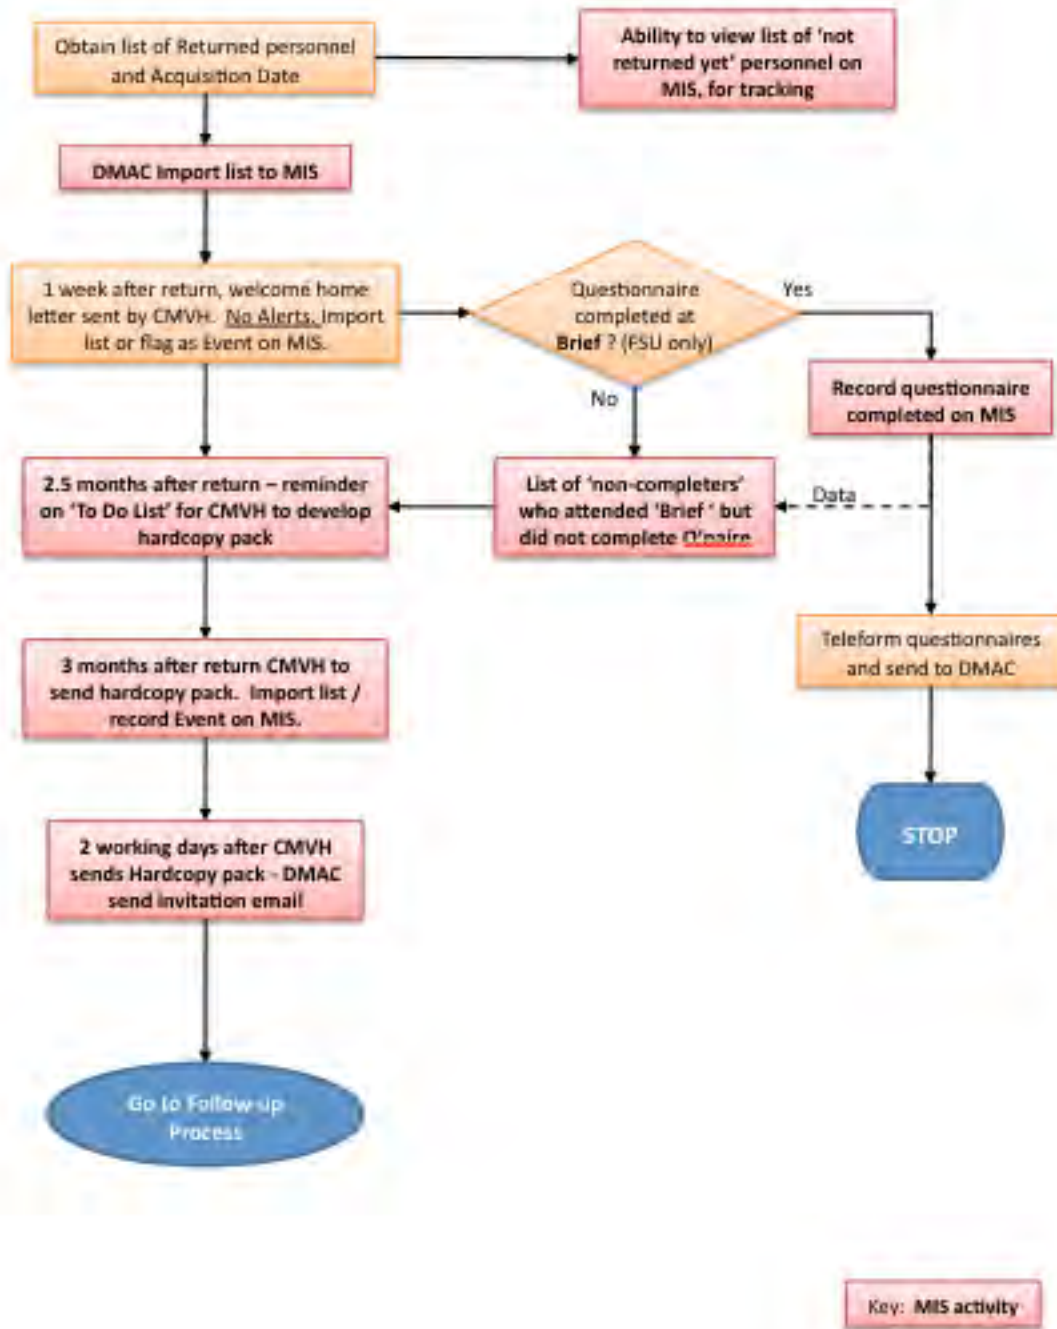 Obtain list of Returned personnel
and Acquisition Date
Ability to view list of 'not
returned yet' personnel on
MIS, for tracking
DMAC Import list to MIS
1 week after return, welcome home
letter sent by CMVH. No Alerts. Import
list or flag as Event on MIS.
Questionnaire
completed at
Brief ? (FSU only)
Yes
No
Record questionnaire
completed on MIS
2.5 months after return – reminder
on 'To Do List' for CMVH to develop
hardcopy pack
List of 'non-completers'
who attended 'Brief ' but
did not complete Q'naire
Data
3 months after return CMVH to
send hardcopy pack. Import list /
record Event on MIS.
Teleform questionnaires
and send to DMAC
2 working days after CMVH
sends Hardcopy pack - DMAC
send invitation email
STOP
Go to Follow-up
Process
Key: MIS activity